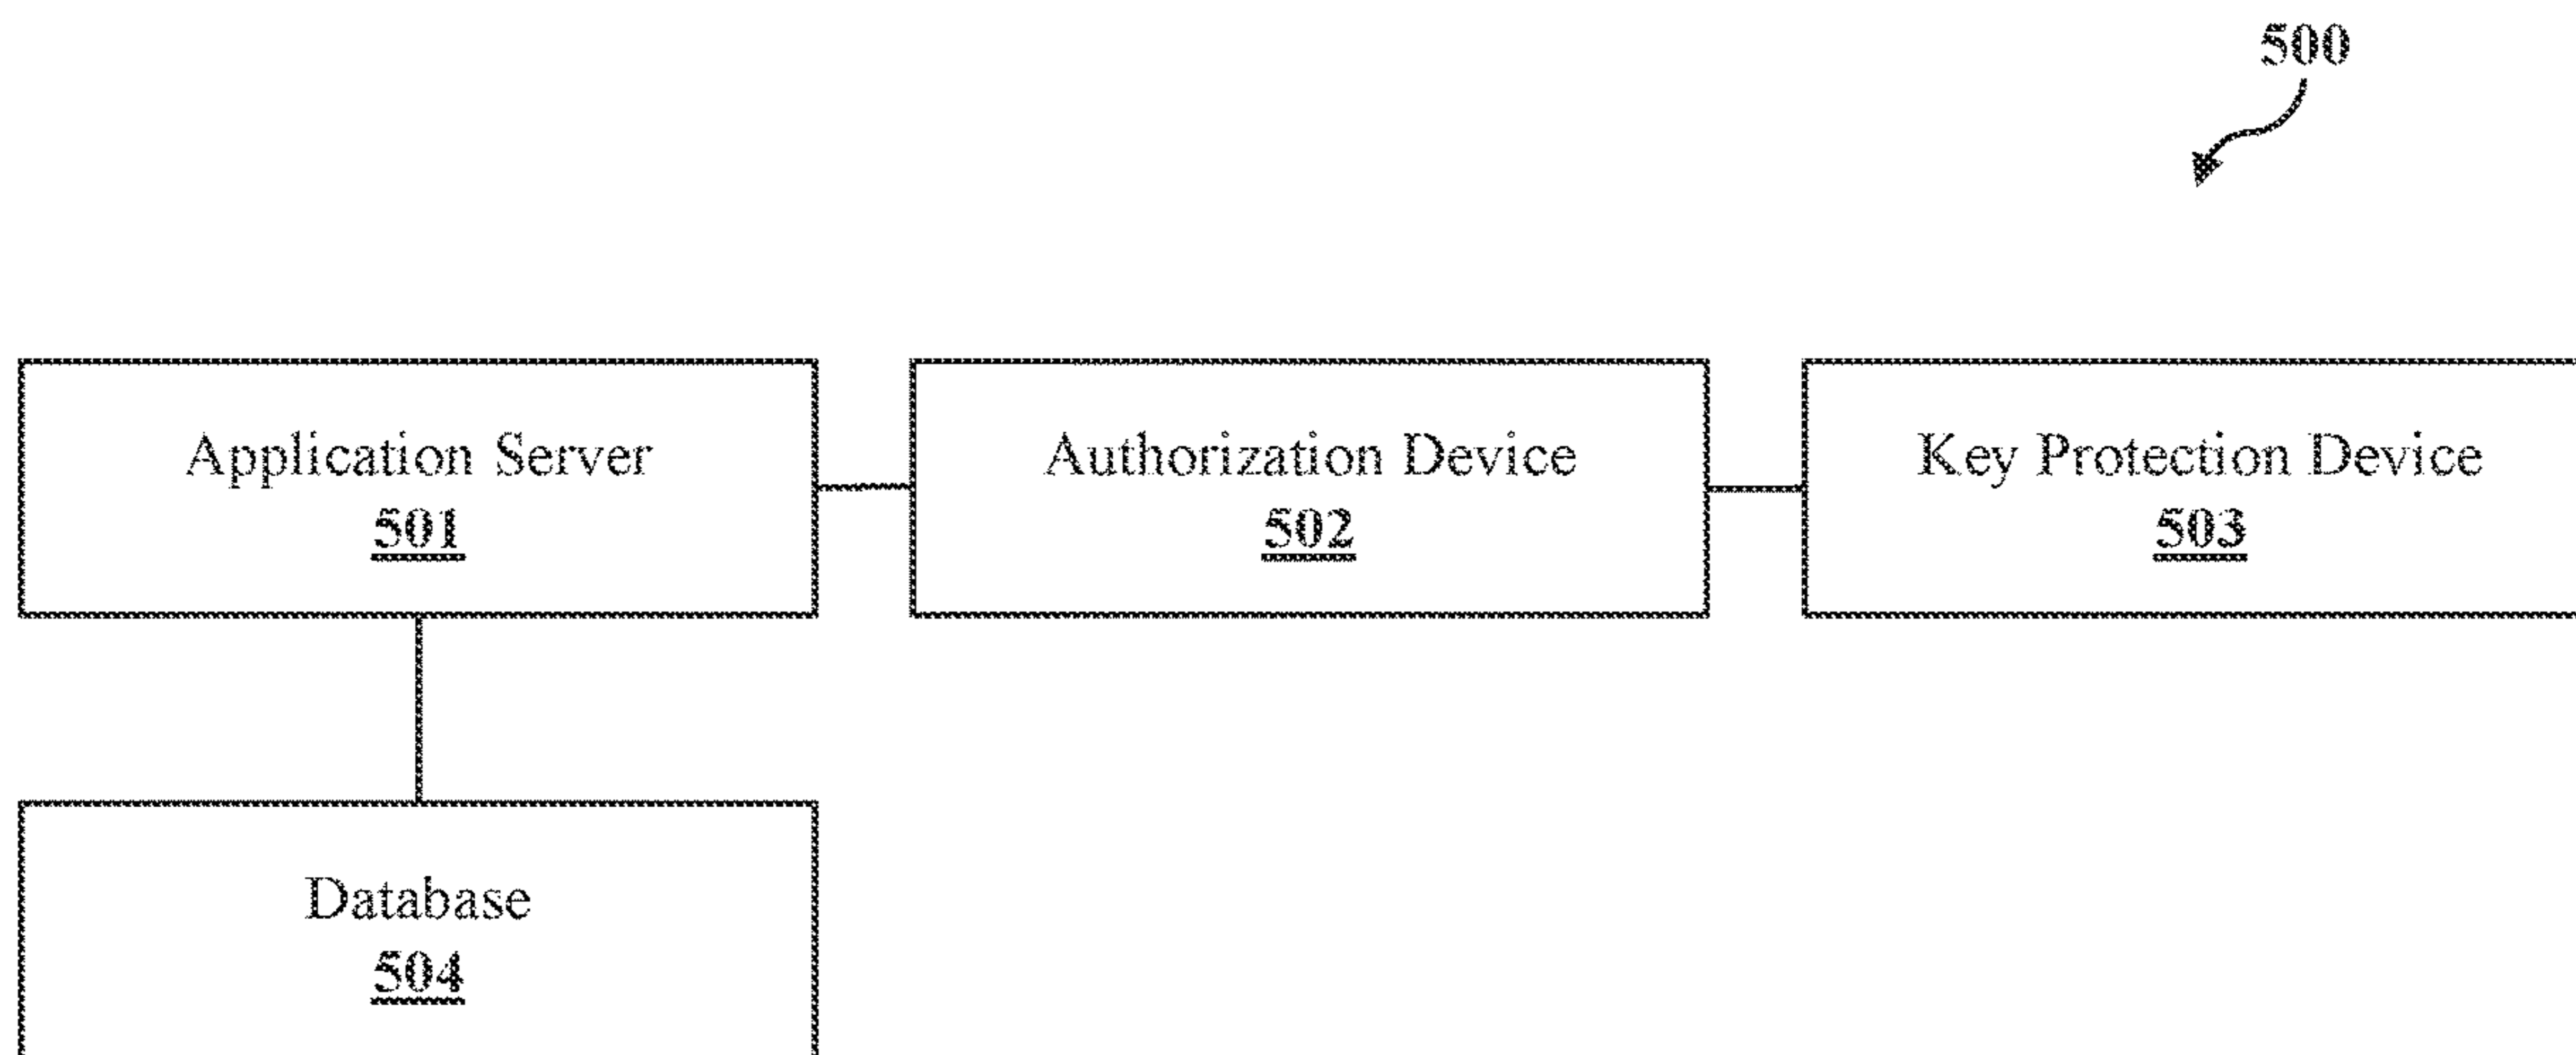 500
Application Server
501
Authorization Device
502
Key Protection Device
503
Database
504